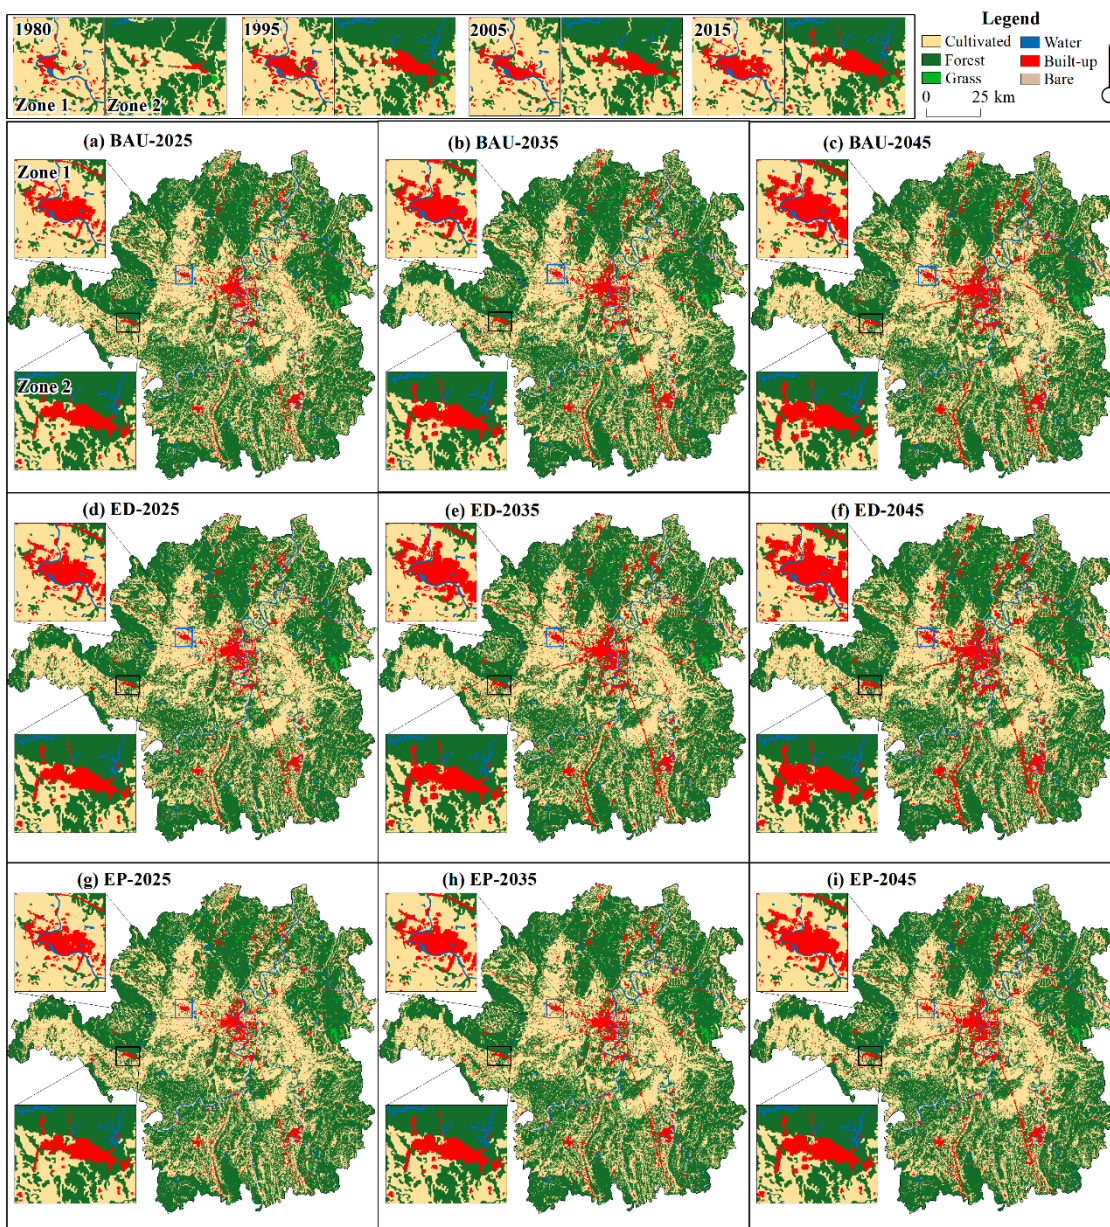 1980
1995
2005
2015
Zone 1
Zone 2
Legend
Cultivated
Water
Forest
Built-up
Grass
Bare
0 25 km
(a) BAU-2025
(b) BAU-2035
(c) BAU-2045
Zone 1
Zone 2
(d) ED-2025
(e) ED-2035
(f) ED-2045
(g) EP-2025
(h) EP-2035
(i) EP-2045